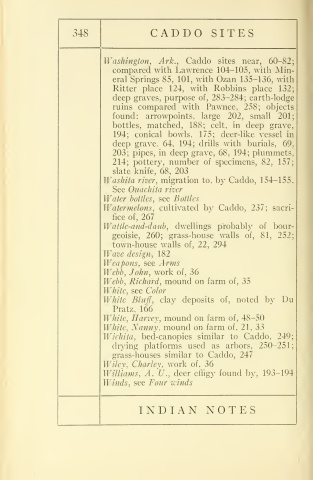 348
CADDO SITES
Washington, Ark., Caddo sites near, 60–82;
compared with Lawrence 104–105, with Min-
eral Springs 85, 101, with Ozan 135–136, with
Ritter place 124, with Robbins place 132;
deep graves, purpose of, 283–284; earth-lodge
ruins compared with Pawnee, 258; objects
found: arrowpoints, large 202, small 201;
bottles, matched, 188; celt, in deep grave,
194; conical bowls, 175; deer-like vessel in
deep grave, 64, 194; drills with burials, 69,
203; pipes, in deep grave, 68, 194; plummets,
214; pottery, number of specimens, 82, 157;
slate knife, 68, 203
Washita river, migration to, by Caddo, 154–155.
See Ouachita river
Water bottles, see Bottles
Watermelons, cultivated by Caddo, 237; sacri-
fice of, 267
Wattle-and-daub, dwellings probably of bour-
geoisie, 260; grass-house walls of, 81, 252;
town-house walls of, 22, 294
Wave design, 182
Weapons, see Arms
Webb, John, work of, 36
Webb, Richard, mound on farm of, 35
White, see Color
White Bluff, clay deposits of, noted by Du
Pratz, 166
White, Harvey, mound on farm of, 48–50
White, Nanny, mound on farm of, 21, 33
Wichita, bed-canopies similar to Caddo, 249;
drying platforms used as arbors, 250–251;
grass-houses similar to Caddo, 247
Wiley, Charley, work of, 36
Williams, A. U., deer effigy found by, 193–194
Winds, see Four winds
INDIAN NOTES